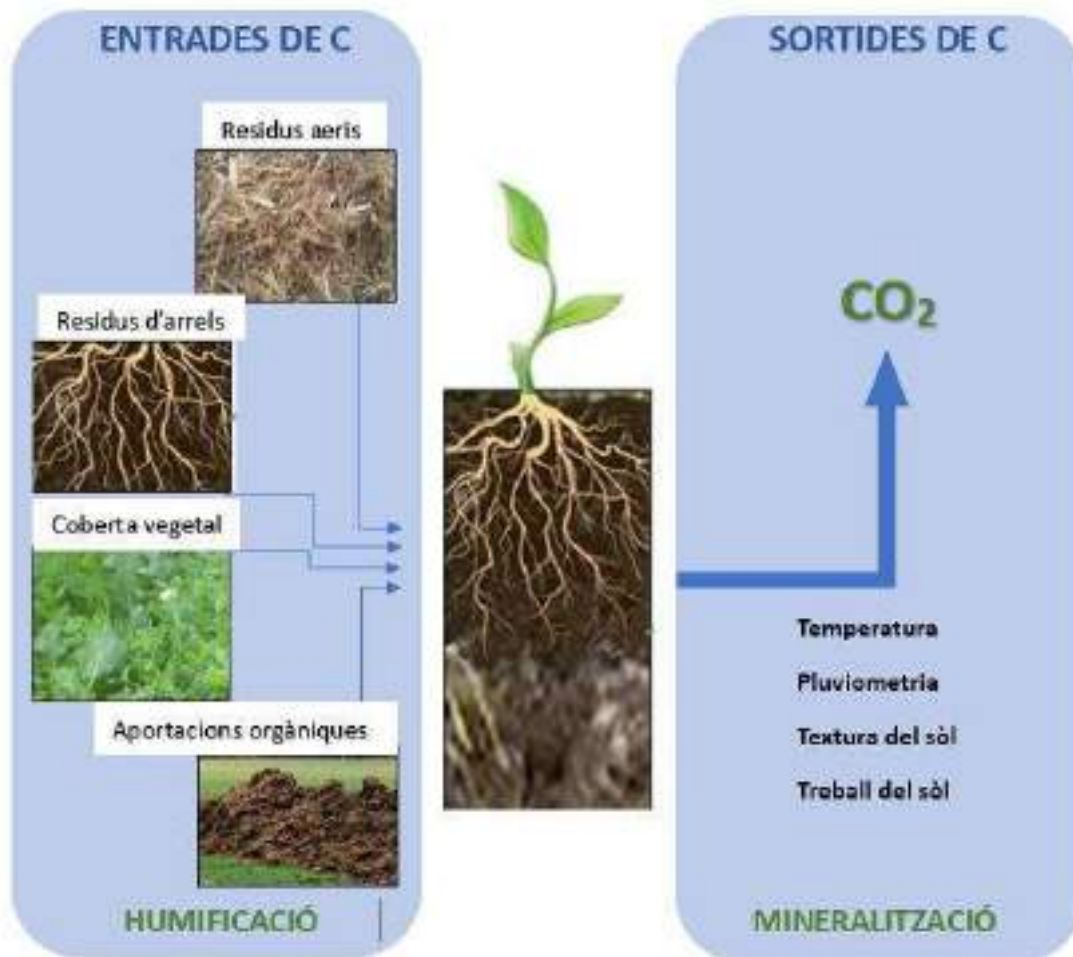 ENTRADES DE C
Residus aeris
Residus d'arrels
Coberta vegetal
Aportacions orgàniques
HUMIFICACIÓ
SORTIDES DE C
CO₂
Temperatura
Pluviometria
Textura del sòl
Treball del sòl
MINERALITZACIÓ